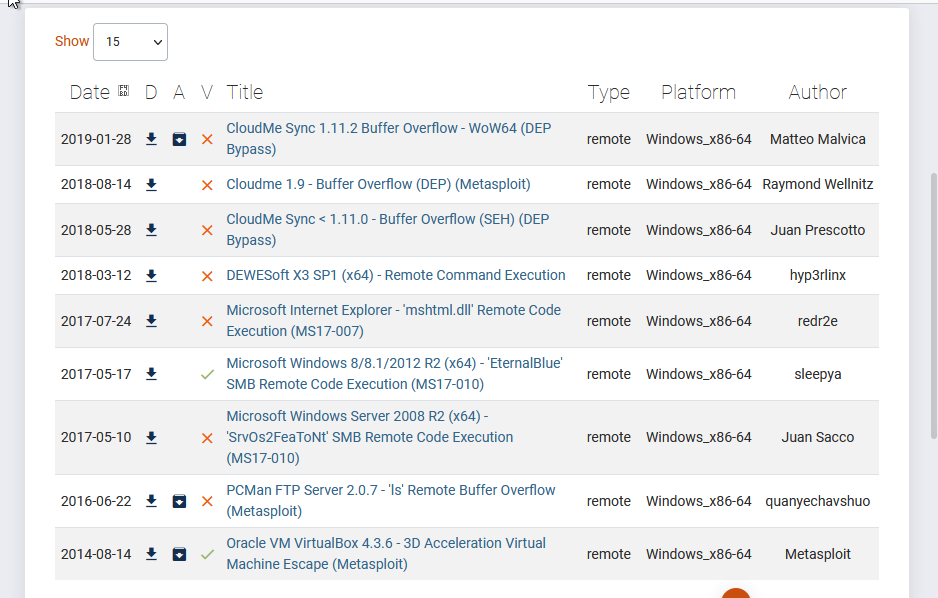 Show 15
Date D A V Title Type Platform Author
2019-01-28 CloudMe Sync 1.11.2 Buffer Overflow - WoW64 (DEP Bypass) remote Windows_x86-64 Matteo Malvica
2018-08-14 Cloudme 1.9 - Buffer Overflow (DEP) (Metasploit) remote Windows_x86-64 Raymond Wellnitz
2018-05-28 CloudMe Sync < 1.11.0 - Buffer Overflow (SEH) (DEP Bypass) remote Windows_x86-64 Juan Prescotto
2018-03-12 DEWESoft X3 SP1 (x64) - Remote Command Execution remote Windows_x86-64 hyp3rlinx
2017-07-24 Microsoft Internet Explorer - 'mshtml.dll' Remote Code Execution (MS17-007) remote Windows_x86-64 redr2e
2017-05-17 Microsoft Windows 8/8.1/2012 R2 (x64) - 'EternalBlue' SMB Remote Code Execution (MS17-010) remote Windows_x86-64 sleepya
2017-05-10 Microsoft Windows Server 2008 R2 (x64) - 'SrvOs2FeaToNt' SMB Remote Code Execution (MS17-010) remote Windows_x86-64 Juan Sacco
2016-06-22 PCMan FTP Server 2.0.7 - 'ls' Remote Buffer Overflow (Metasploit) remote Windows_x86-64 quanyechavshuo
2014-08-14 Oracle VM VirtualBox 4.3.6 - 3D Acceleration Virtual Machine Escape (Metasploit) remote Windows_x86-64 Metasploit